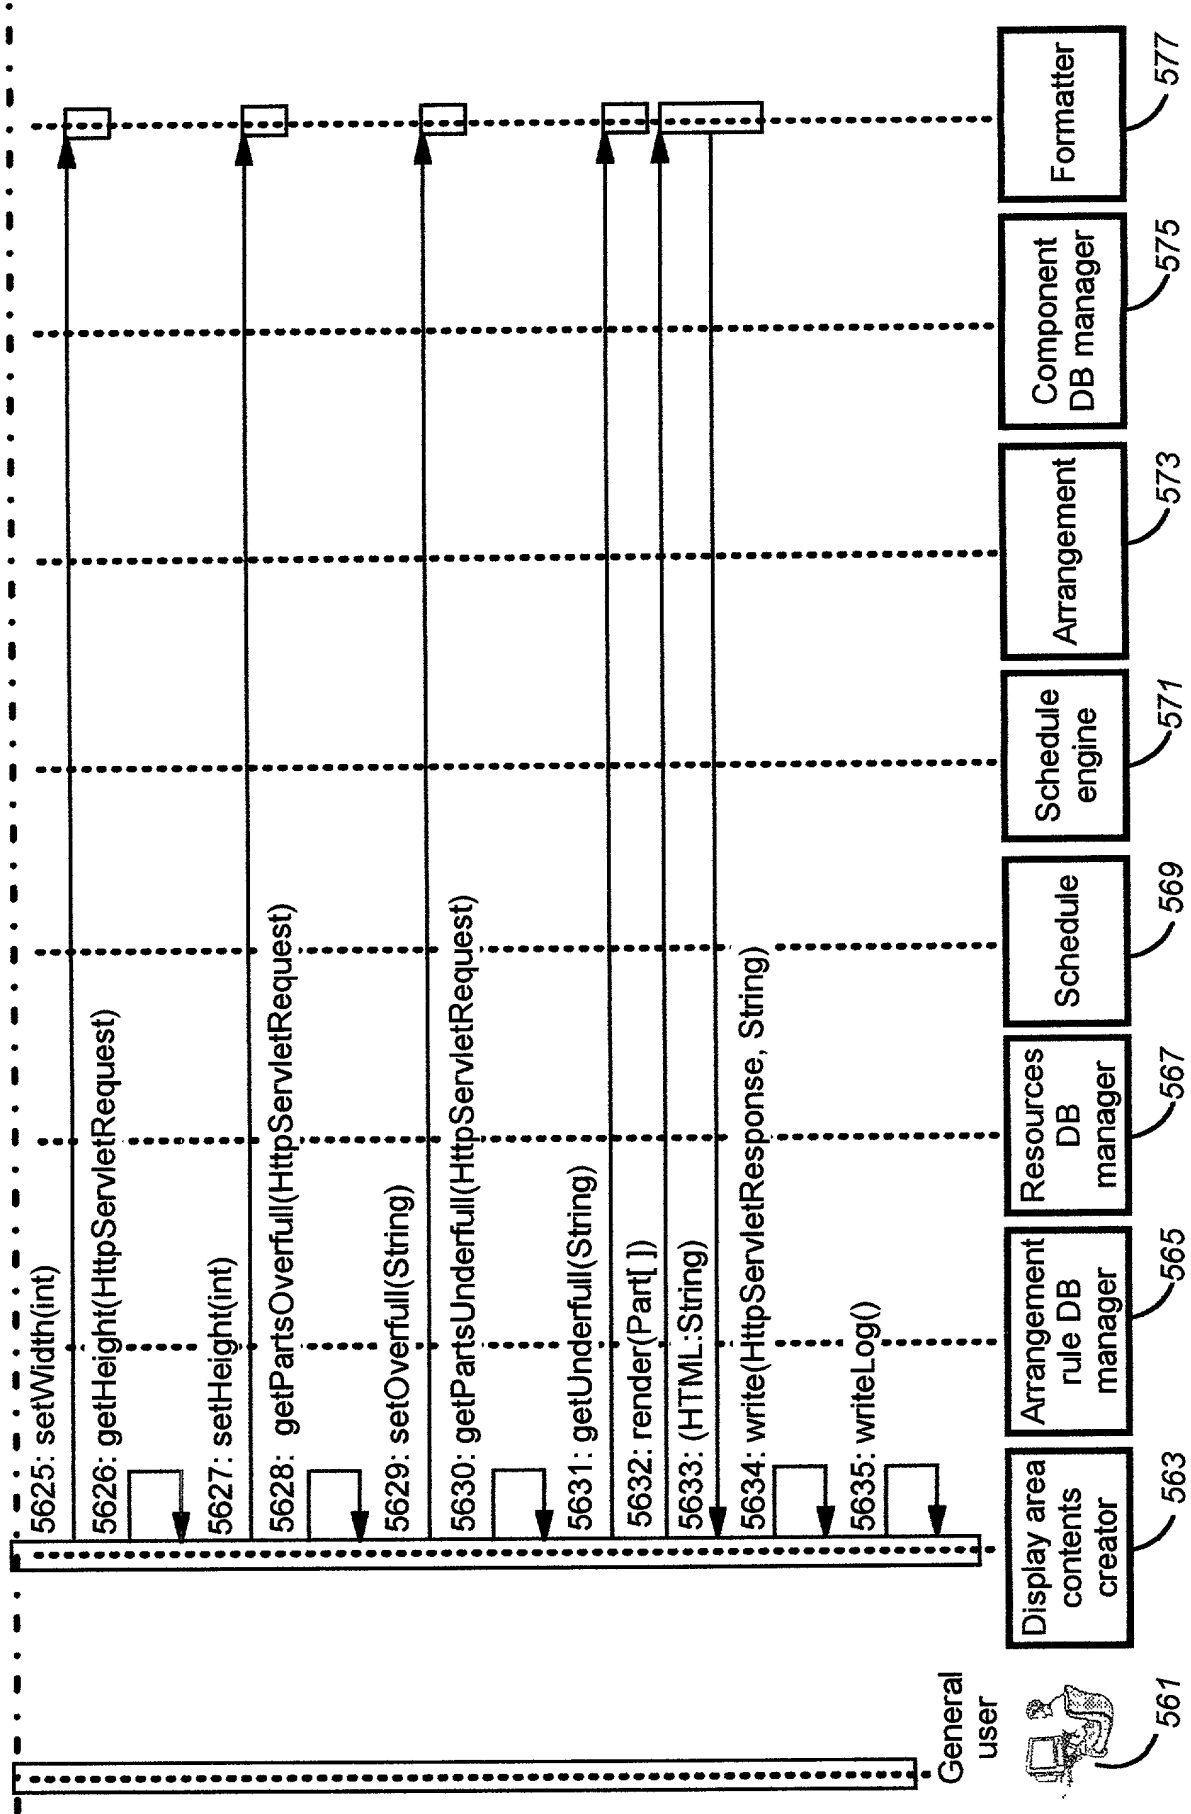 5625: setWidth(int)
5626: getHeight(HttpServletRequest)
5627: setHeight(int)
5628: getPartsOverfull(HttpServletRequest)
5629: setOverfull(String)
5630: getPartsUnderfull(HttpServletRequest)
5631: getUnderfull(String)
5632: render(Part[ ])
5633: (HTML:String)
5634: write(HttpServletResponse, String)
5635: writeLog()
General
user
561
Display area
contents
creator
563
Arrangement
rule DB
manager
565
Resources
DB
manager
567
Schedule
569
Schedule
engine
571
Arrangement
573
Component
DB manager
575
Formatter
577